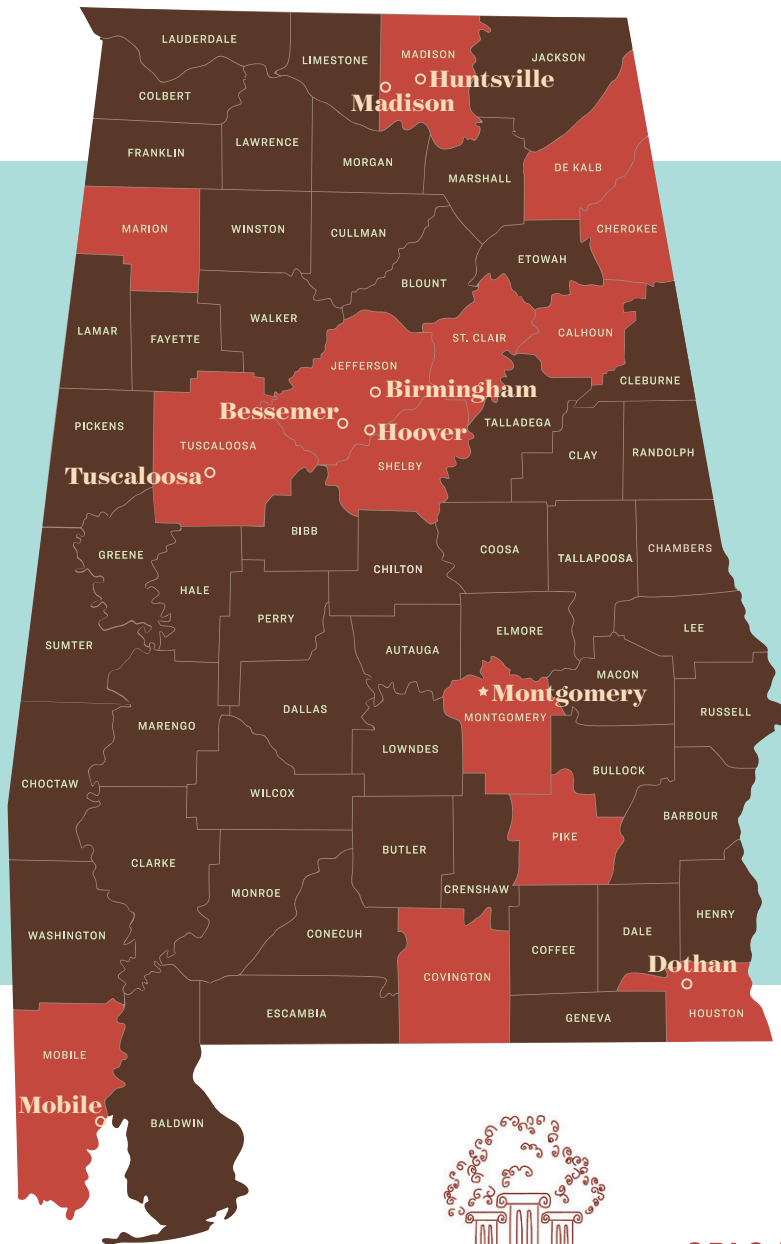 LAUDERDALE
LIMESTONE
MADISON
JACKSON
Huntsville
Madison
COLBERT
LAWRENCE
FRANKLIN
MORGAN
MARSHALL
DE KALB
MARION
WINSTON
CULLMAN
CHEROKEE
ETOWAH
BLOUNT
WALKER
LAMAR
FAYETTE
ST. CLAIR
CALHOUN
JEFFERSON
CLEBURNE
Birmingham
Bessemer
Hoover
PICKENS
TALLADEGA
TUSCALOOSA
CLAY
RANDOLPH
SHELBY
Tuscaloosa
BIBB
GREENE
COOSA
TALLAPOOSA
CHAMBERS
CHILTON
HALE
PERRY
ELMORE
LEE
SUMTER
AUTAUGA
MACON
Montgomery
DALLAS
MONTGOMERY
RUSSELL
MARENGO
LOWNDES
BULLOCK
CHOCTAW
WILCOX
BARBOUR
PIKE
BUTLER
CLARKE
CRENSHAW
MONROE
HENRY
WASHINGTON
CONECUH
DALE
COFFEE
Dothan
COVINGTON
ESCAMBIA
GENEVA
HOUSTON
MOBILE
Mobile
BALDWIN